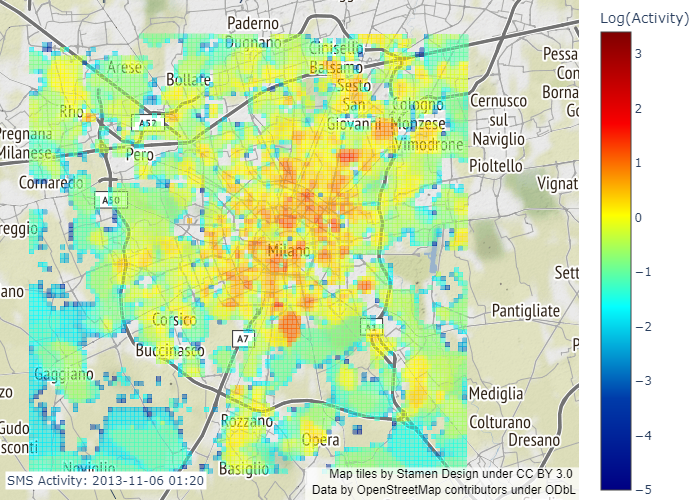 Log(Activity)
3
2
1
0
−1
−2
−3
−4
−5
Paderno
Dugnano
Cinisello
Balsamo
Arese
Bollate
Sesto
San
Giovanni
Cologno
Monzese
Vimodrone
Pessa
Con
Borna
Go
Cernusco
sul
Naviglio
Rho
A52
Pregnana
Milanese
Pero
Pioltello
Cornaredo
A50
Vignat
reggio
Milano
Sett
ano
Pantigliate
Corsico
A1
A7
Buccinasco
P
Gaggiano
zo
Mediglia
Rozzano
Colturano
Gudo
sconti
Opera
Dresano
Noviglio
Basiglio
SMS Activity: 2013-11-06 01:20
Map tiles by Stamen Design under CC BY 3.0
Data by OpenStreetMap contributors under ODbL